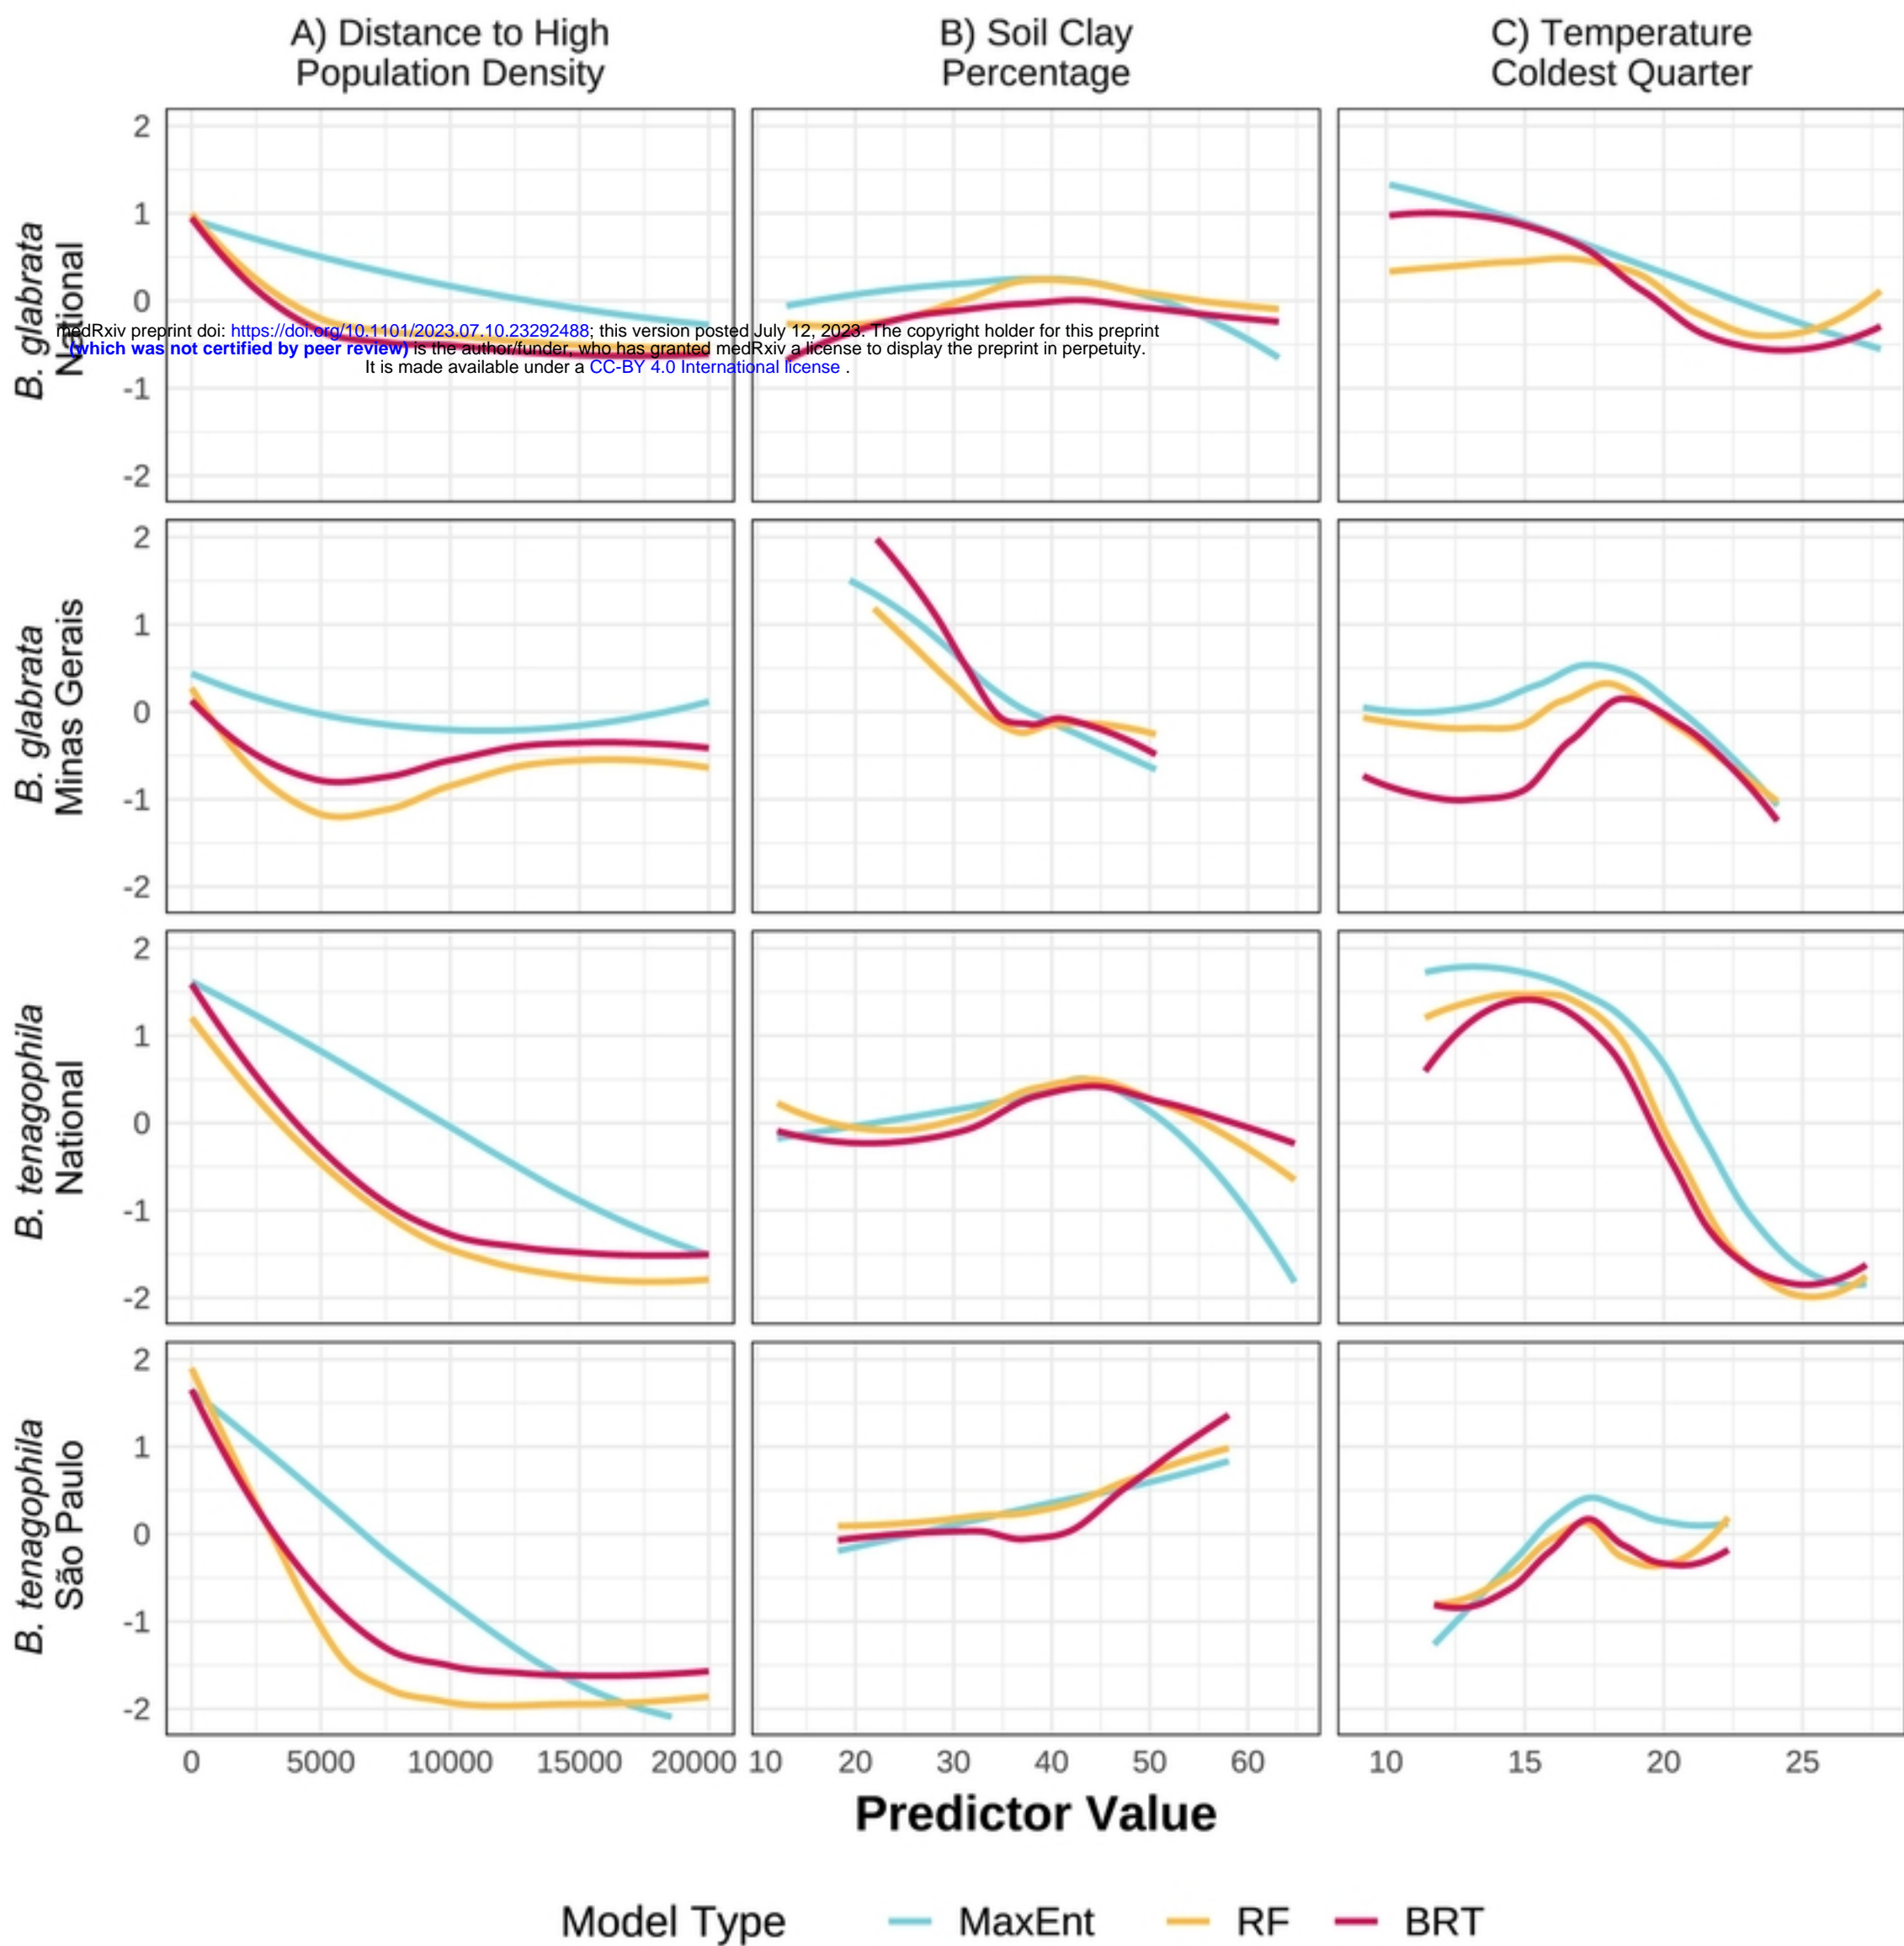 A) Distance to High
Population Density
B) Soil Clay
Percentage
C) Temperature
Coldest Quarter
B. glabrata
National
2
1
0
-1
-2
medRxiv preprint doi: https://doi.org/10.1101/2023.07.10.23292488; this version posted July 12, 2023. The copyright holder for this preprint
(which was not certified by peer review) is the author/funder, who has granted medRxiv a license to display the preprint in perpetuity.
It is made available under a CC-BY 4.0 International license .
B. glabrata
Minas Gerais
2
1
0
-1
-2
B. tenagophila
National
2
1
0
-1
-2
B. tenagophila
São Paulo
2
1
0
-1
-2
0 5000 10000 15000 20000 10 20 30 40 50 60 10 15 20 25
Predictor Value
Model Type MaxEnt RF BRT